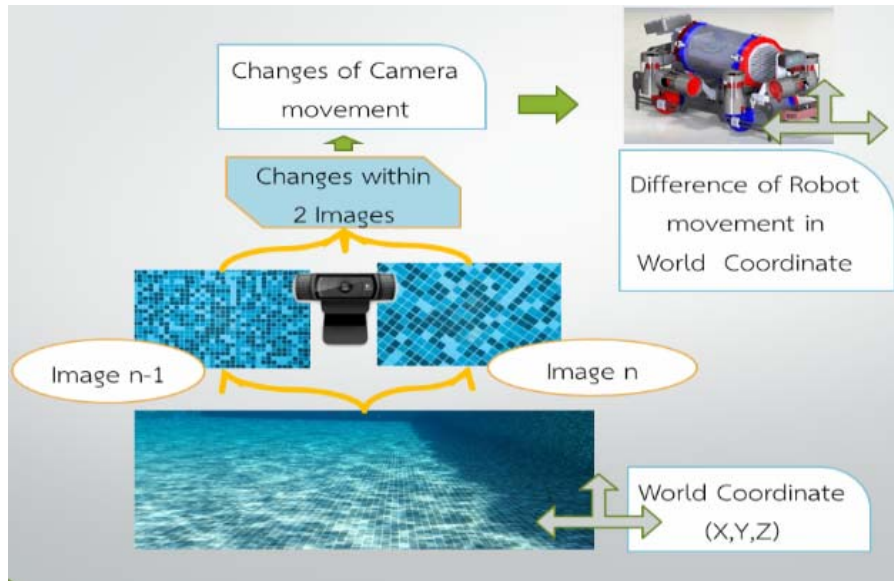 Changes of Camera
movement
Changes within
2 Images
Difference of Robot
movement in
World Coordinate
Image n-1
Image n
World Coordinate
(X,Y,Z)